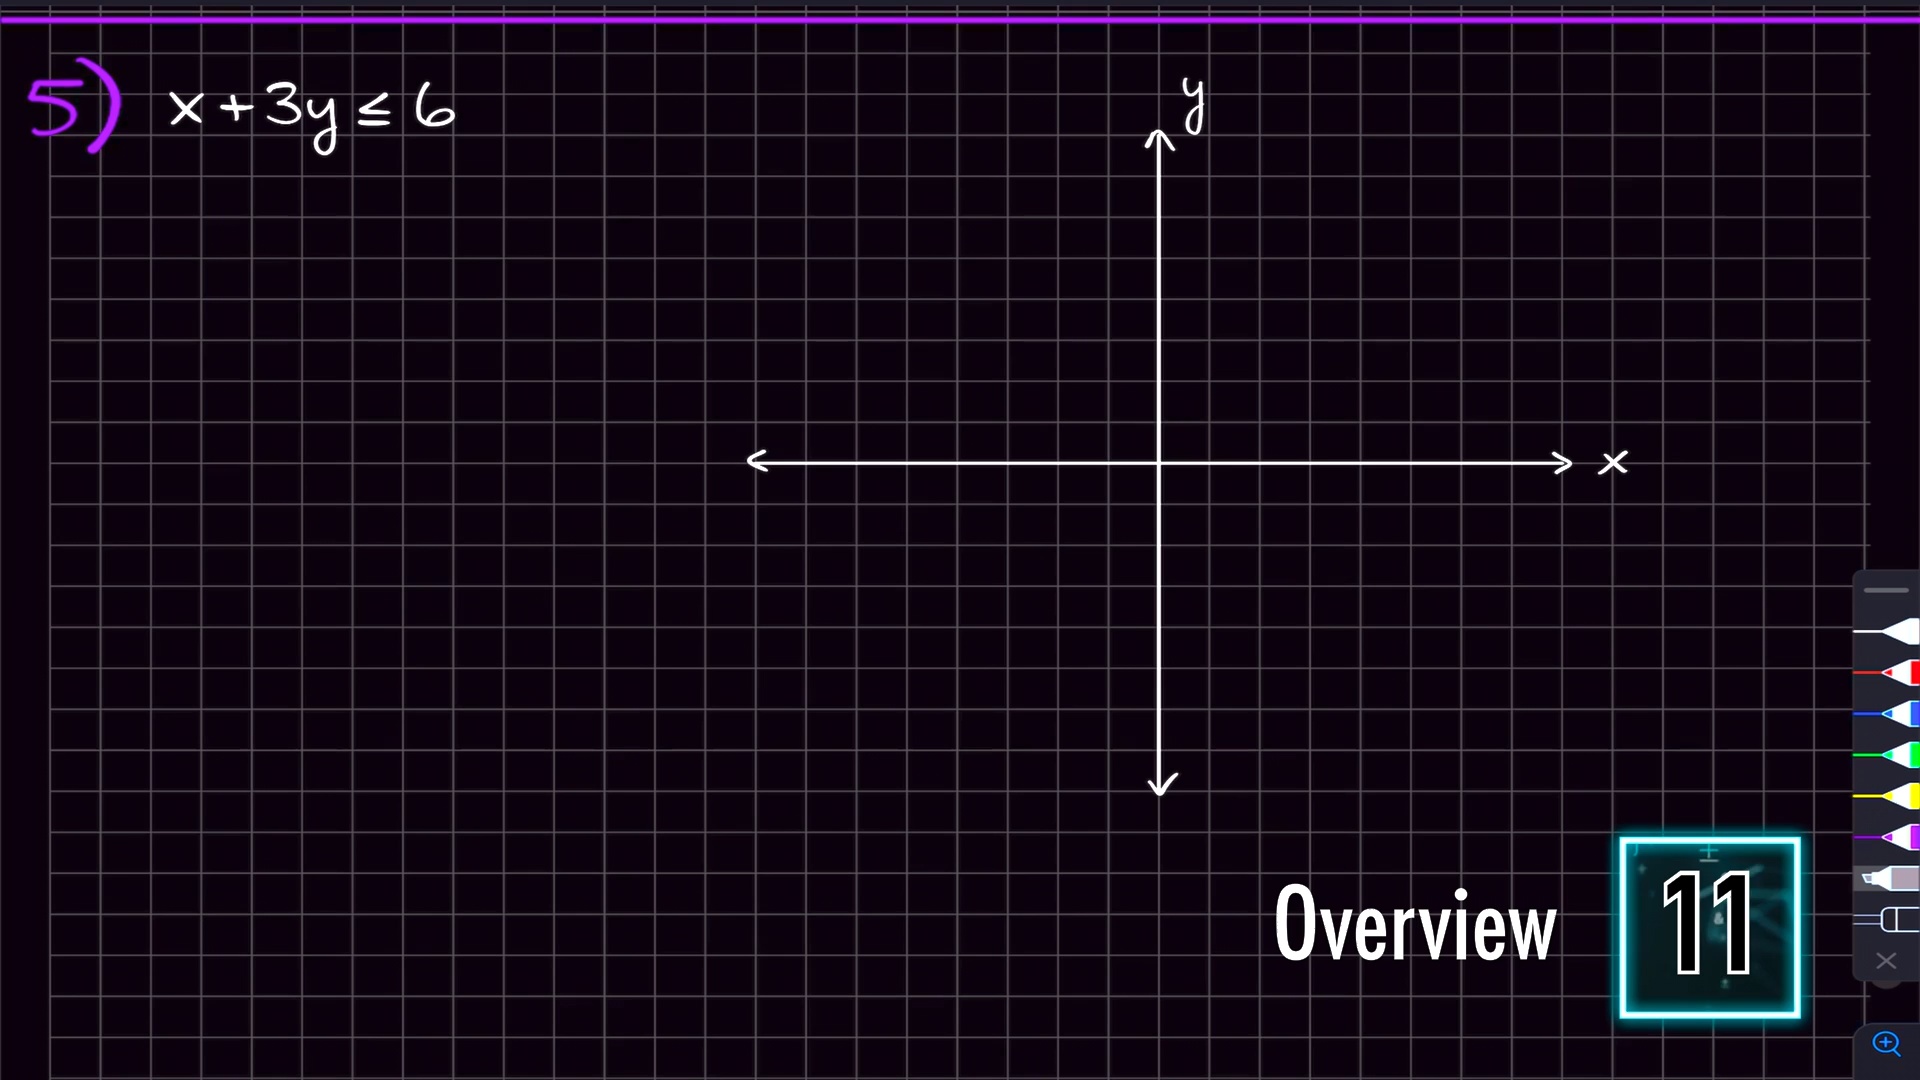 5) x + 3y ≤ 6
y
x
Overview 11